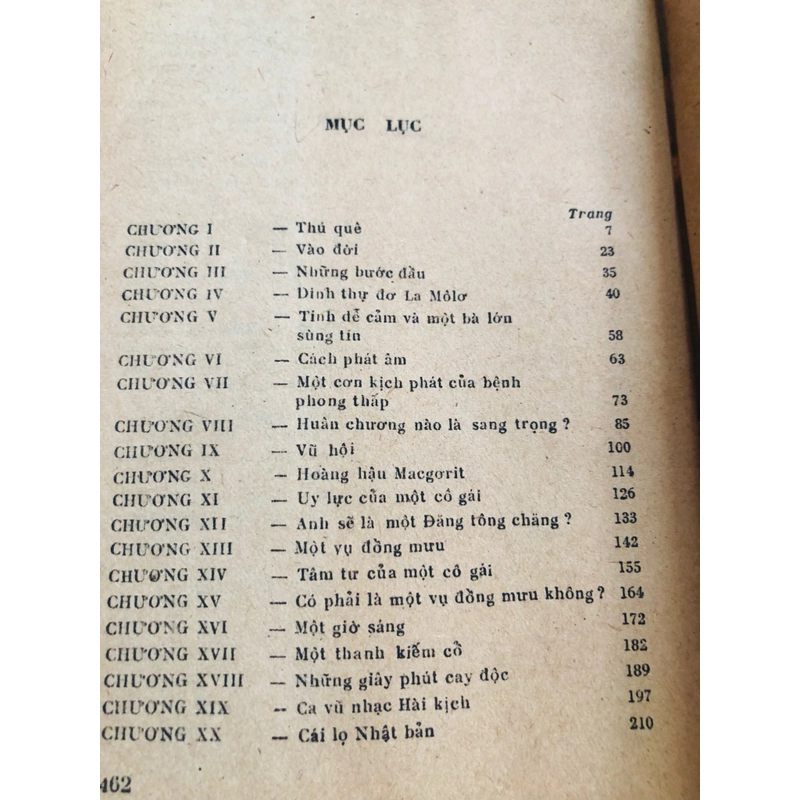 MỤC LỤC
Trang
CHƯƠNG I — Thú quê 7
CHƯƠNG II — Vào đời 23
CHƯƠNG III — Những bước đầu 35
CHƯƠNG IV — Dinh thự đơ La Môlơ 40
CHƯƠNG V — Tính dễ cảm và một bà lớn
sùng tín 58
CHƯƠNG VI — Cách phát âm 63
CHƯƠNG VII — Một cơn kịch phát của bệnh
phong thấp 73
CHƯƠNG VIII — Huân chương nào là sang trọng ? 85
CHƯƠNG IX — Vũ hội 100
CHƯƠNG X — Hoàng hậu Macgơrit 114
CHƯƠNG XI — Uy lực của một cô gái 126
CHƯƠNG XII — Anh sẽ là một Đăng tông chăng ? 133
CHƯƠNG XIII — Một vụ đồng mưu 142
CHƯƠNG XIV — Tâm tư của một cô gái 155
CHƯƠNG XV — Có phải là một vụ đồng mưu không ? 164
CHƯƠNG XVI — Một giờ sáng 172
CHƯƠNG XVII — Một thanh kiếm cổ 182
CHƯƠNG XVIII — Những giây phút cay độc 189
CHƯƠNG XIX -- Ca vũ nhạc Hài kịch 197
CHƯƠNG XX — Cái lọ Nhật bản 210
462